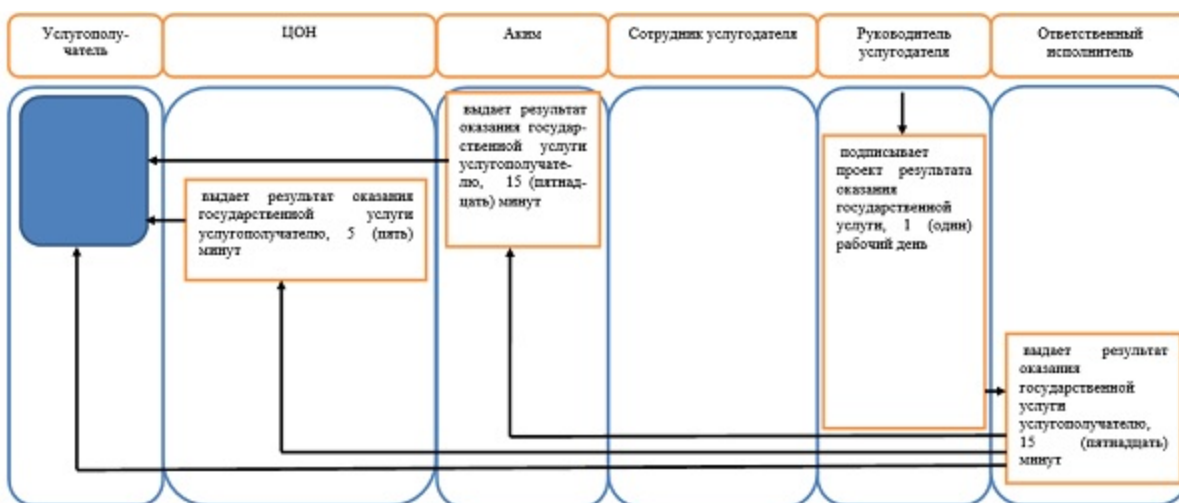 Услугополу-
чатель
ЦОН
Аким
Сотрудник услугодателя
Руководитель
услугодателя
Ответственный
исполнитель
выдает результат
оказания государ-
ственной услуги
услугополучате-
лю, 15 (пятнад-
цать) минут
выдает результат оказания
государственной услуги
услугополучателю, 5 (пять)
минут
подписывает
проект результата
оказания
государственной
услуги, 1 (один)
рабочий день
выдает результат
оказания
государственной
услуги
услугополучателю,
15 (пятнадцать)
минут